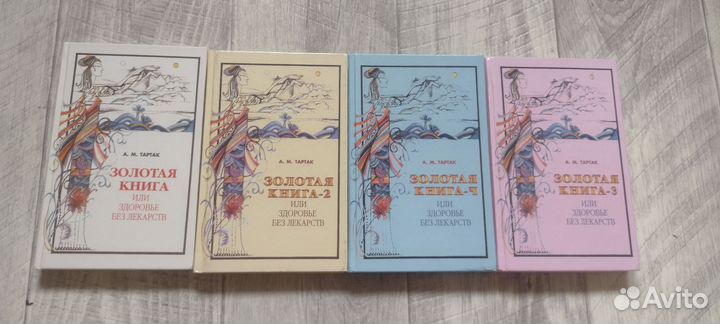 А. М. ТАРТАК
ЗОЛОТАЯ
КНИГА
ИЛИ
ЗДОРОВЬЕ
БЕЗ ЛЕКАРСТВ
А. М. ТАРТАК
ЗОЛОТАЯ
КНИГА-2
ИЛИ
ЗДОРОВЬЕ
БЕЗ ЛЕКАРСТВ
А. М. ТАРТАК
ЗОЛОТАЯ
КНИГА-Ч
ИЛИ
ЗДОРОВЬЕ
БЕЗ ЛЕКАРСТВ
А. М. ТАРТАК
ЗОЛОТАЯ
КНИГА-3
ИЛИ
ЗДОРОВЬЕ
БЕЗ ЛЕКАРСТВ
Avito